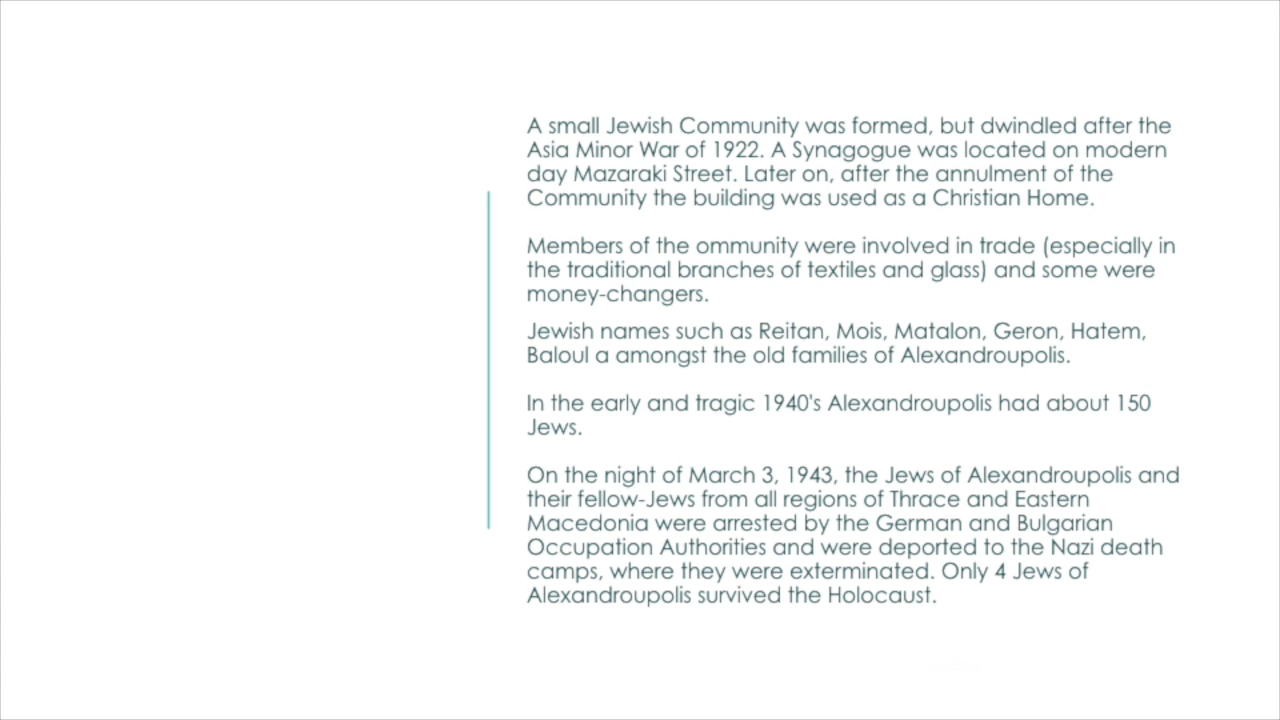 A small Jewish Community was formed, but dwindled after the
Asia Minor War of 1922. A Synagogue was located on modern
day Mazaraki Street. Later on, after the annulment of the
Community the building was used as a Christian Home.
Members of the ommunity were involved in trade (especially in
the traditional branches of textiles and glass) and some were
money-changers.
Jewish names such as Reitan, Mois, Matalon, Geron, Hatem,
Baloul a amongst the old families of Alexandroupolis.
In the early and tragic 1940's Alexandroupolis had about 150
Jews.
On the night of March 3, 1943, the Jews of Alexandroupolis and
their fellow-Jews from all regions of Thrace and Eastern
Macedonia were arrested by the German and Bulgarian
Occupation Authorities and were deported to the Nazi death
camps, where they were exterminated. Only 4 Jews of
Alexandroupolis survived the Holocaust.